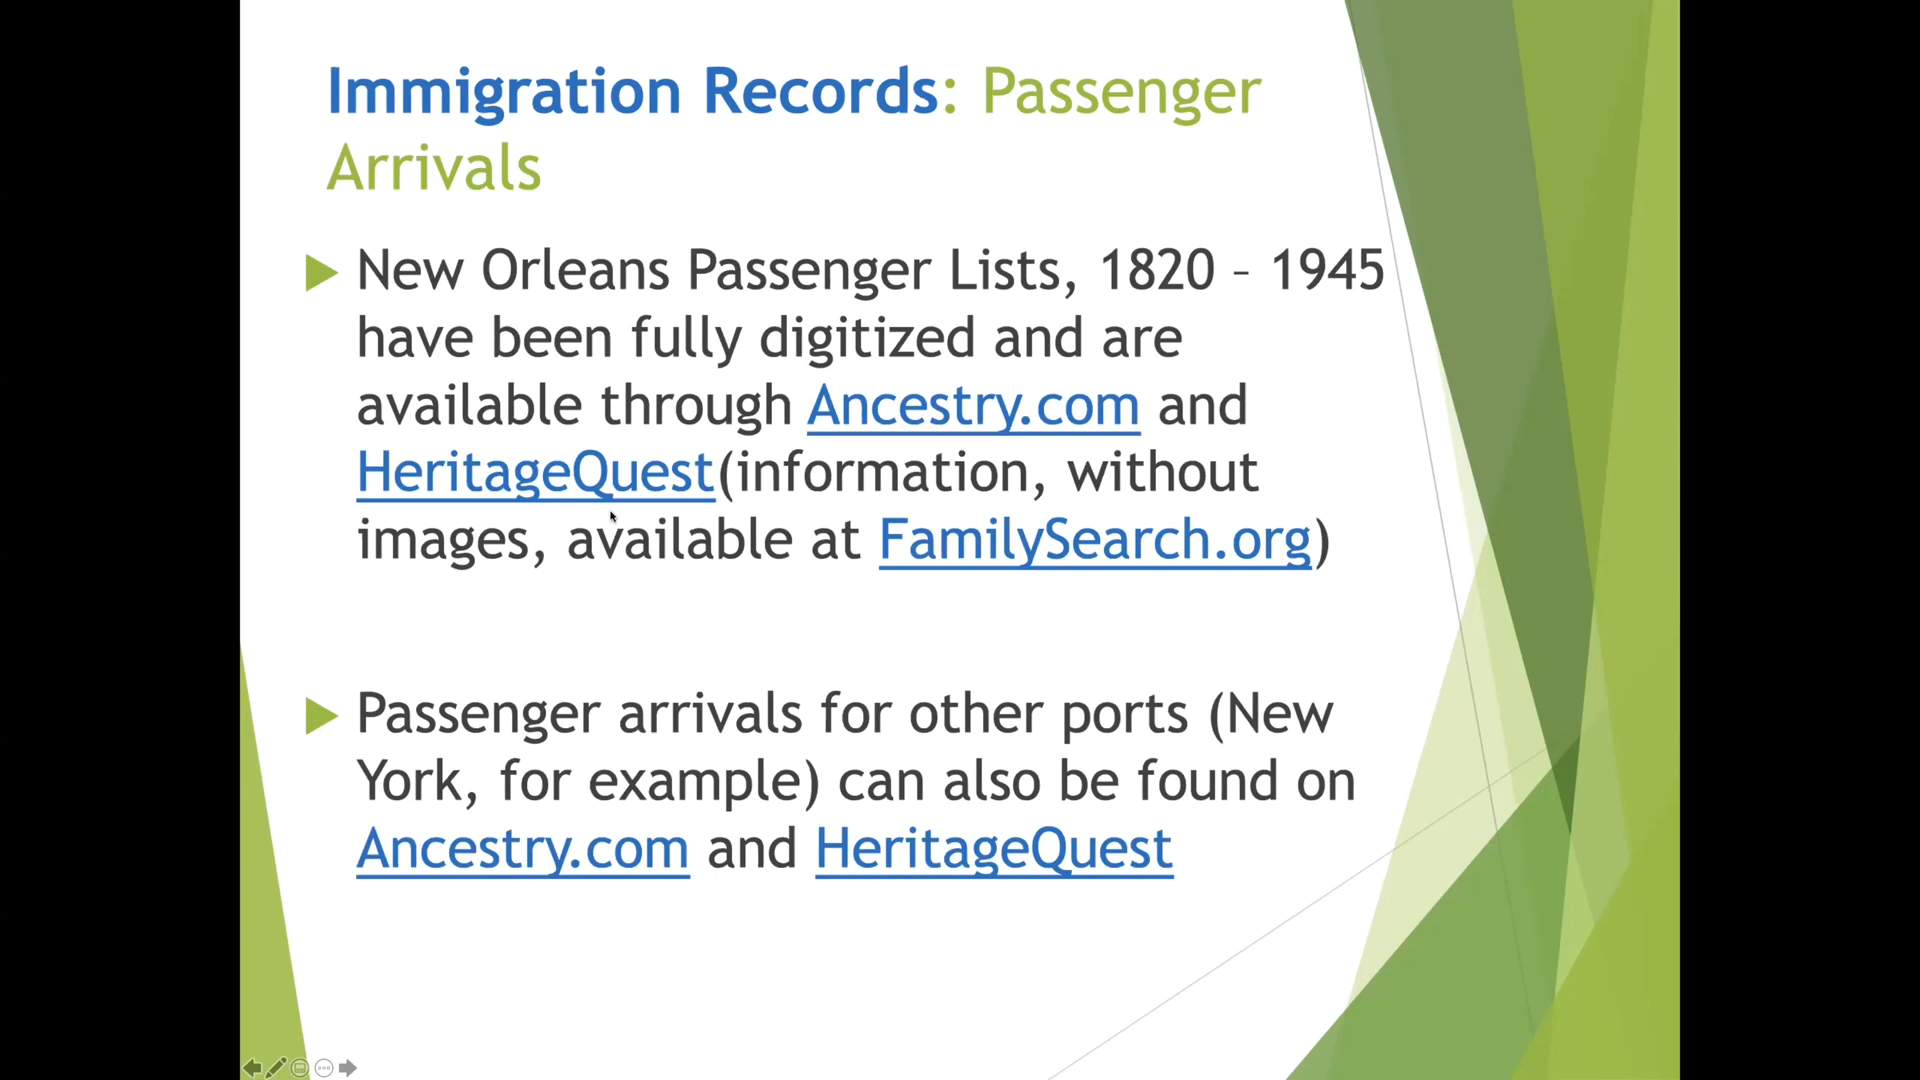 Immigration Records: Passenger
Arrivals
New Orleans Passenger Lists, 1820 – 1945
have been fully digitized and are
available through Ancestry.com and
HeritageQuest(information, without
images, available at FamilySearch.org)
Passenger arrivals for other ports (New
York, for example) can also be found on
Ancestry.com and HeritageQuest